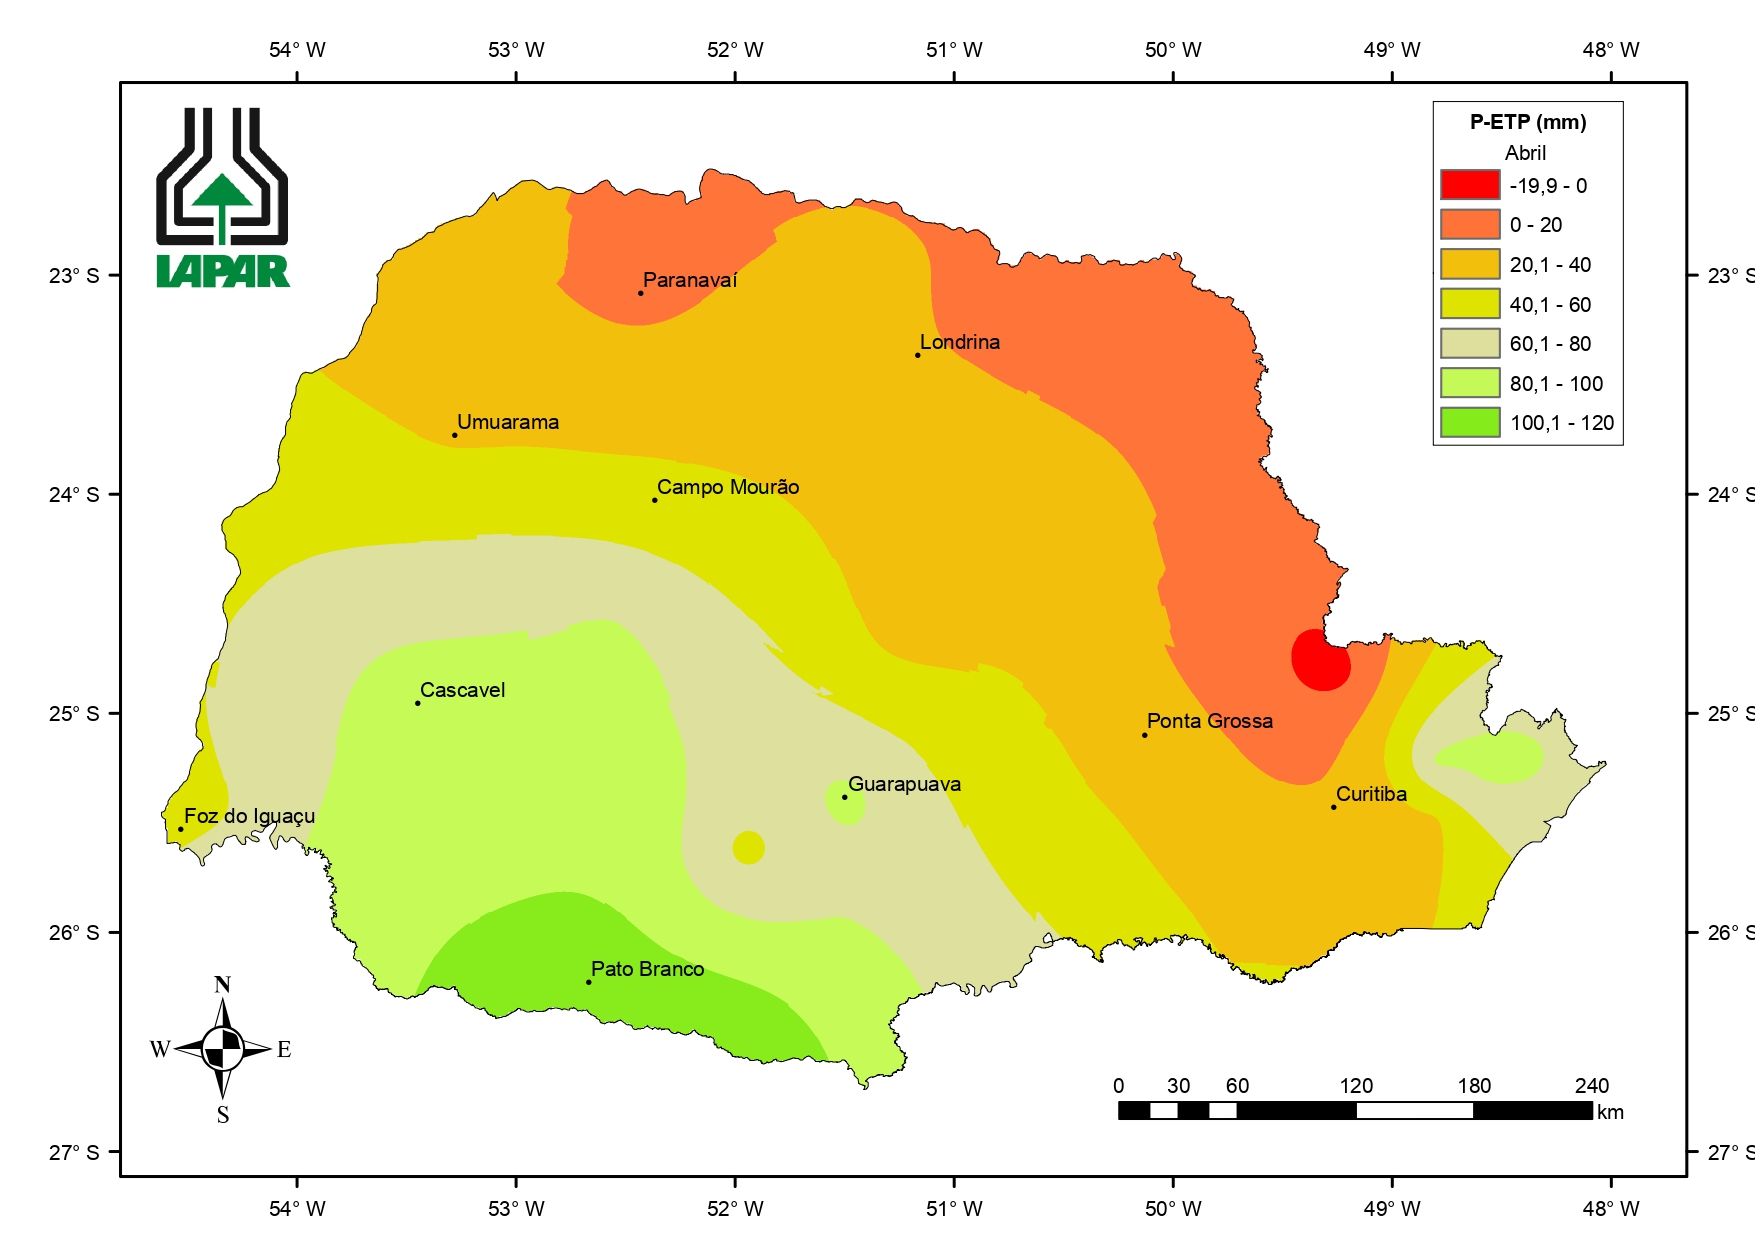 54° W 53° W 52° W 51° W 50° W 49° W 48° W
IAPAR
P-ETP (mm)
Abril
-19,9 - 0
0 - 20
20,1 - 40
40,1 - 60
60,1 - 80
80,1 - 100
100,1 - 120
23° S 23° S
Paranavaí
Londrina
Umuarama
Campo Mourão
24° S 24° S
Cascavel
25° S 25° S
Ponta Grossa
Guarapuava
Curitiba
Foz do Iguaçu
26° S 26° S
Pato Branco
N
W E
S
0 30 60 120 180 240
km
27° S 27° S
54° W 53° W 52° W 51° W 50° W 49° W 48° W